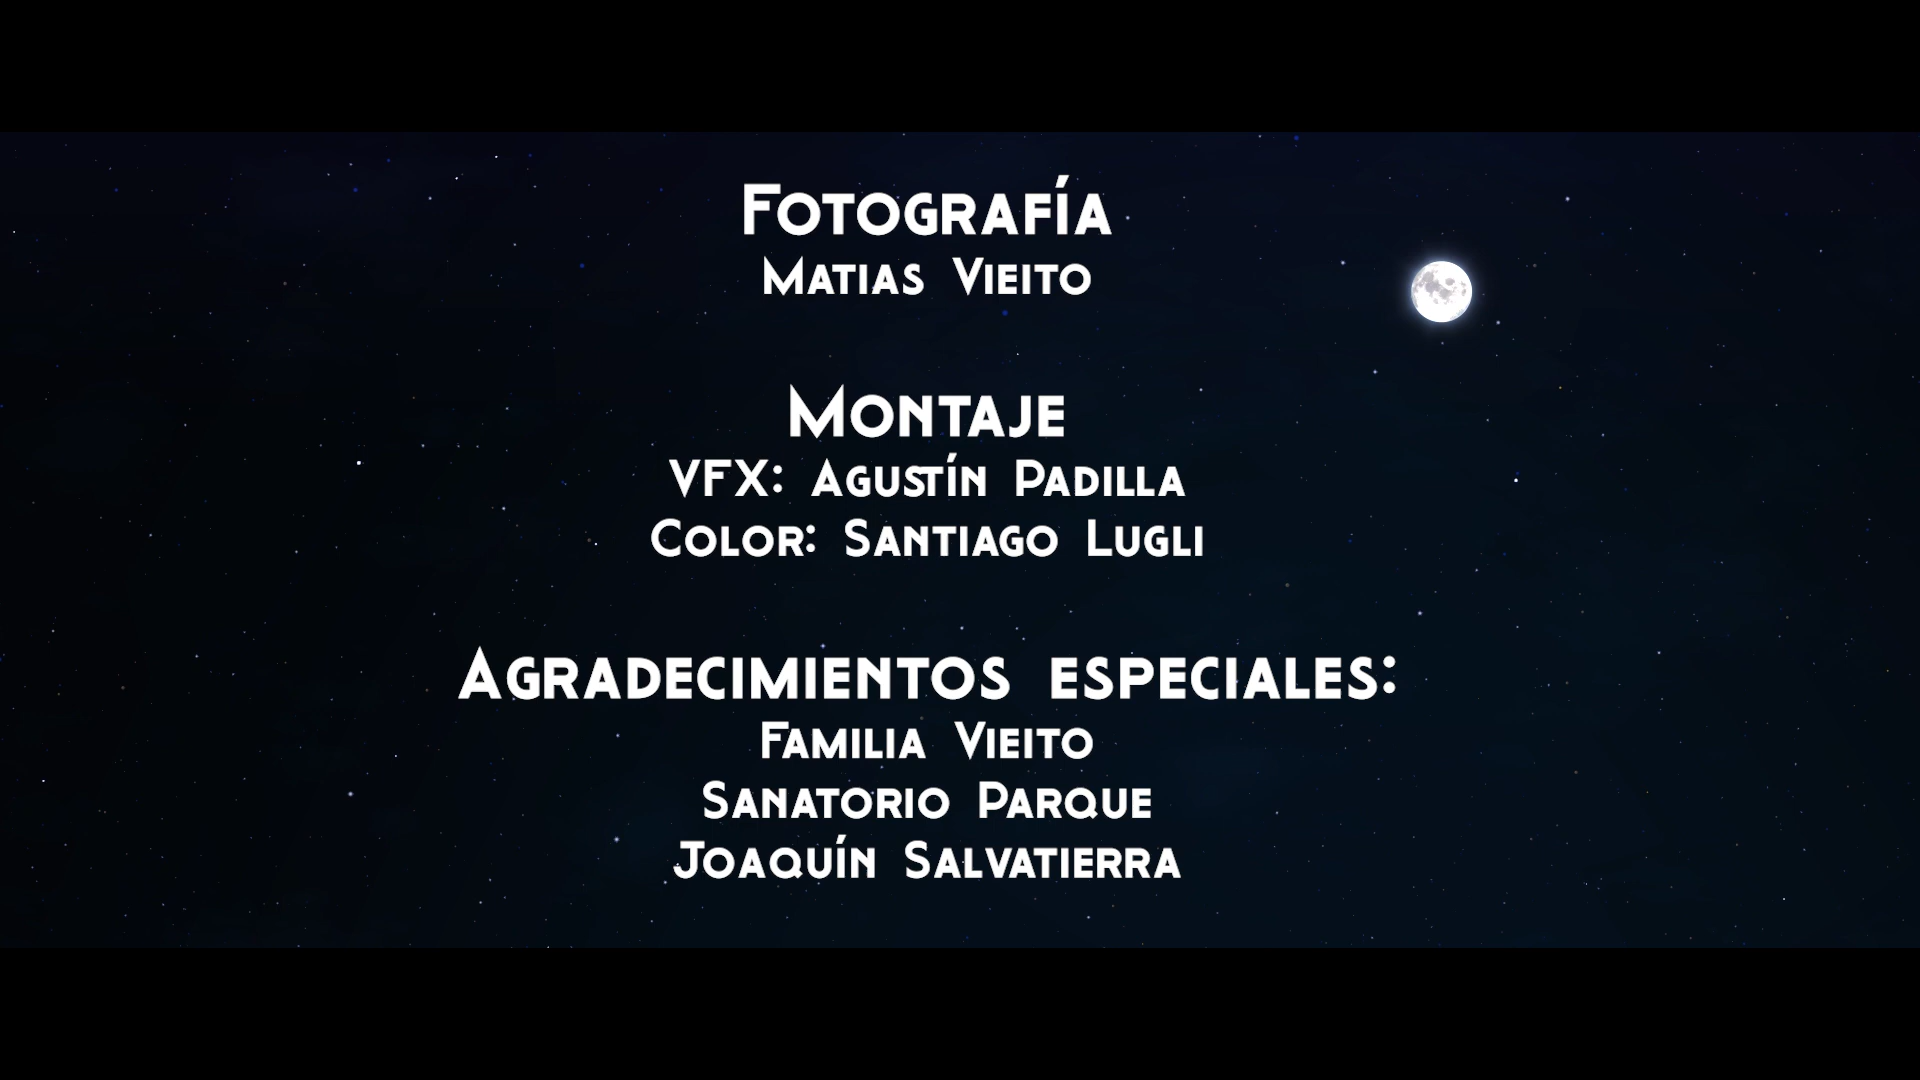 Fotografía
Matias Vieito
Montaje
VFX: Agustín Padilla
Color: Santiago Lugli
Agradecimientos especiales:
Familia Vieito
Sanatorio Parque
Joaquín Salvatierra